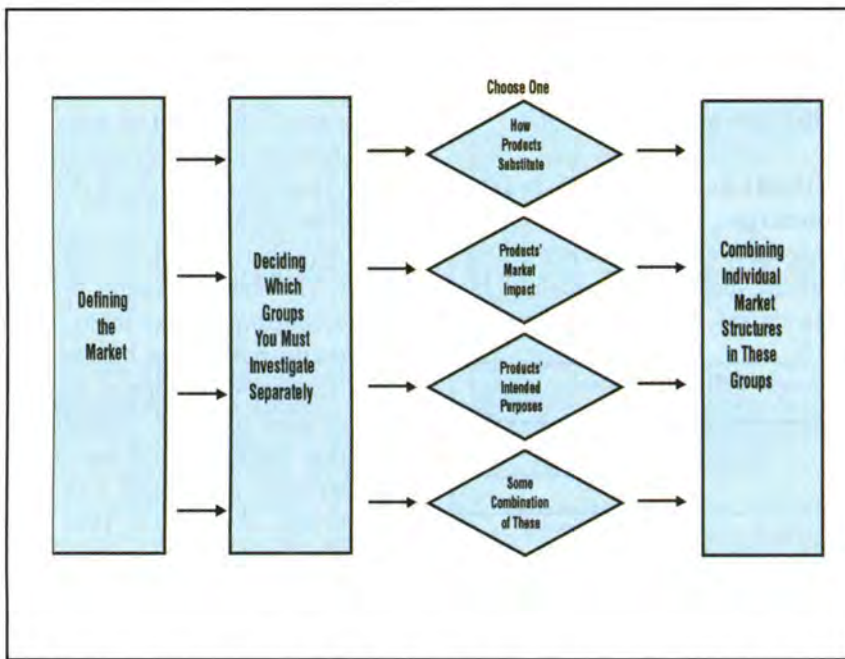 Defining
the
Market
Deciding
Which
Groups
You Must
Investigate
Separately
Choose One
How
Products
Substitute
Products'
Market
Impact
Products'
Intended
Purposes
Some
Combination
of These
Combining
Individual
Market
Structures
in These
Groups